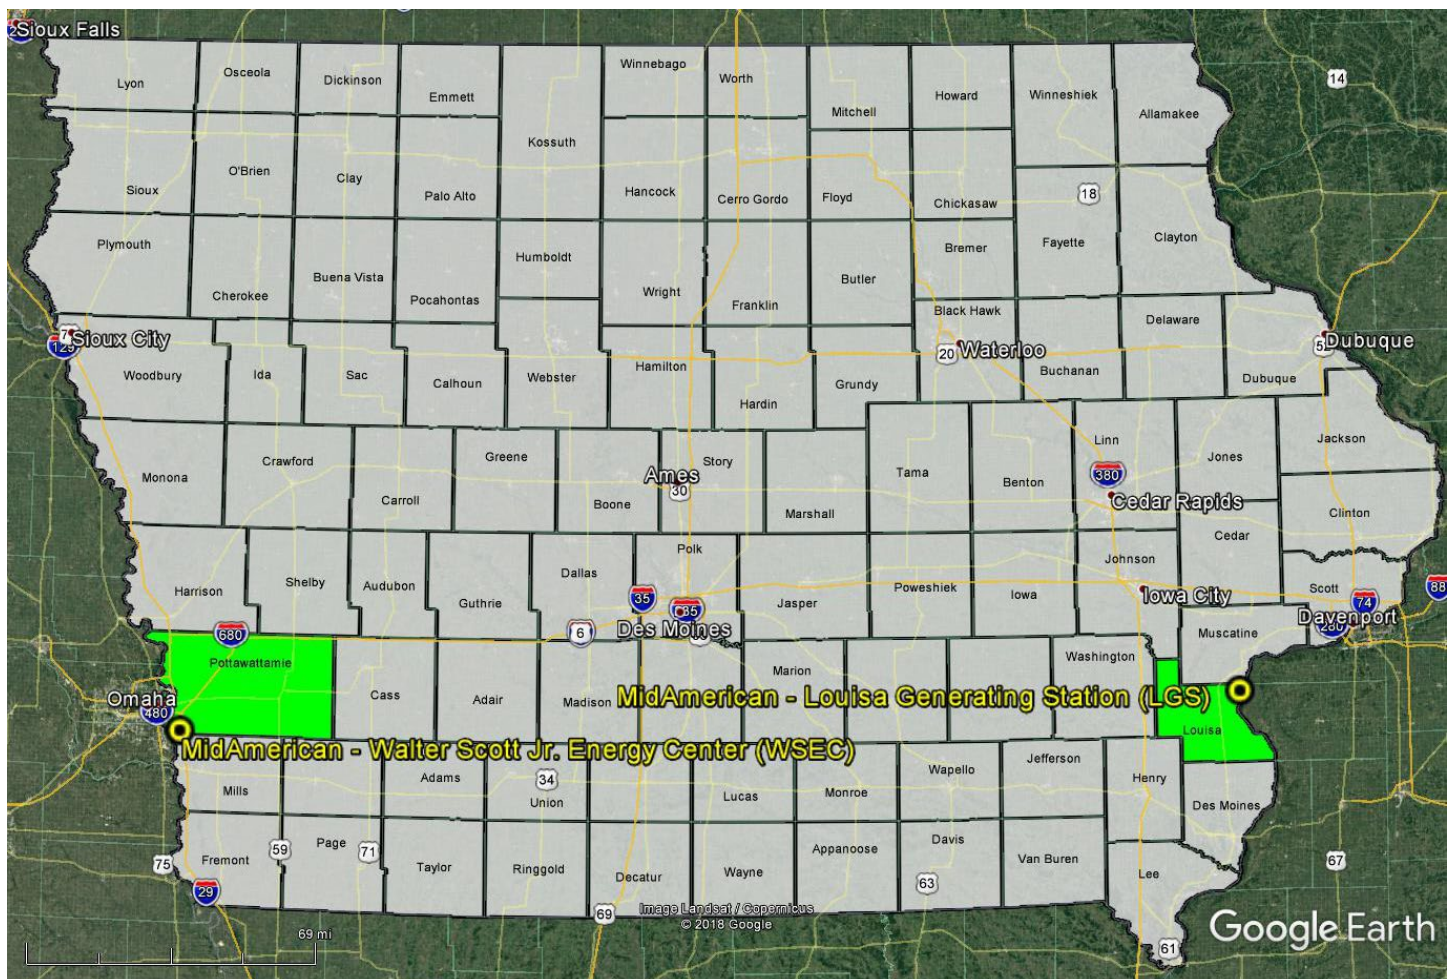 Sioux Falls
14
Lyon
Osceola
Dickinson
Emmett
Kossuth
Winnebago
Worth
Mitchell
Howard
Winneshiek
Allamakee
Sioux
O'Brien
Clay
Palo Alto
Hancock
Cerro Gordo
Floyd
Chickasaw
18
Plymouth
Cherokee
Buena Vista
Pocahontas
Humboldt
Wright
Franklin
Butler
Bremer
Fayette
Clayton
129
Sioux City
Woodbury
Ida
Sac
Calhoun
Webster
Hamilton
Hardin
Grundy
Black Hawk
20
Waterloo
Buchanan
Delaware
Dubuque
Dubuque
Monona
Crawford
Carroll
Greene
Boone
Ames
30
Story
Marshall
Tama
Benton
Linn
380
Cedar Rapids
Jones
Jackson
Clinton
Harrison
Shelby
Audubon
Guthrie
Dallas
Polk
35
6
Des Moines
Jasper
Poweshiek
Iowa
Johnson
Iowa City
Cedar
Scott
74
88
280
Davenport
Muscatine
680
Pottawattamie
Omaha
480
Cass
Adair
Madison
Marion
Washington
MidAmerican - Louisa Generating Station (LGS)
Louisa
MidAmerican - Walter Scott Jr. Energy Center (WSEC)
Mills
Adams
34
Union
Lucas
Monroe
Wapello
Jefferson
Henry
Des Moines
75
Fremont
59
Page
71
Taylor
Ringgold
Decatur
Wayne
Appanoose
Davis
63
Van Buren
Lee
67
29
69
61
Image Landsat / Copernicus
© 2018 Google
Google Earth
69 mi